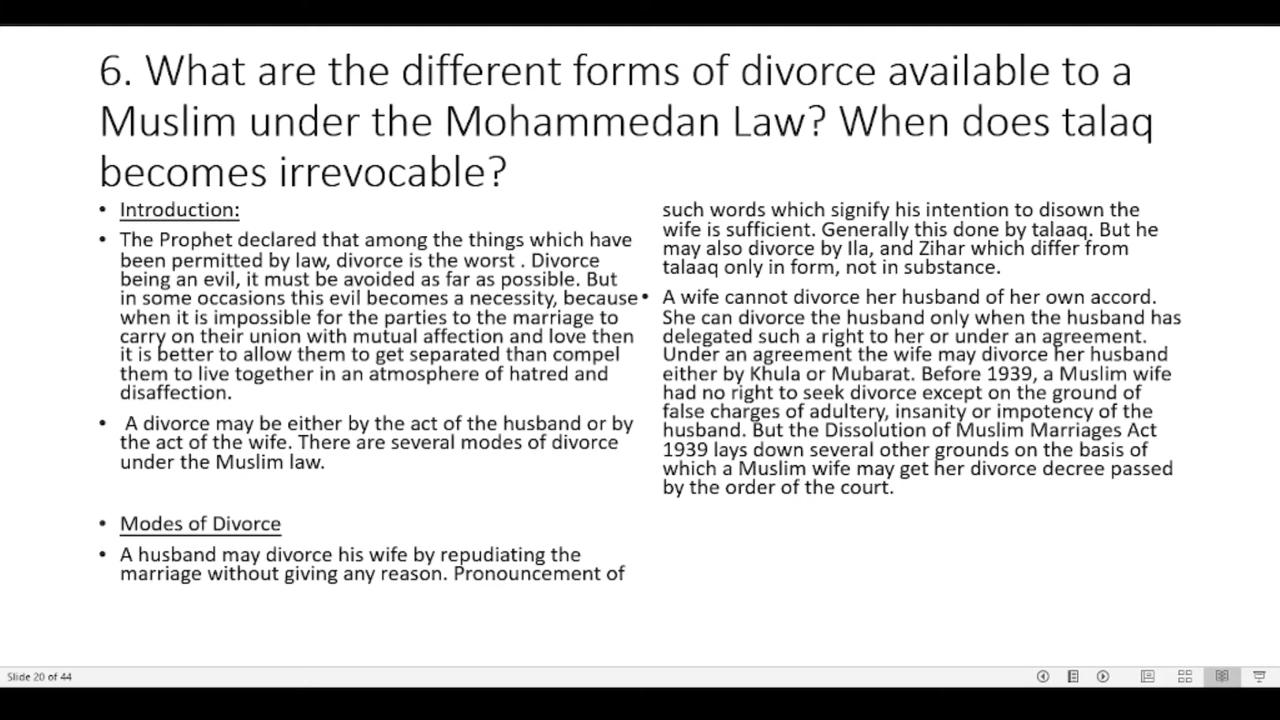 6. What are the different forms of divorce available to a
Muslim under the Mohammedan Law? When does talaq
becomes irrevocable?
• Introduction:
• The Prophet declared that among the things which have
been permitted by law, divorce is the worst . Divorce
being an evil, it must be avoided as far as possible. But
in some occasions this evil becomes a necessity, because
when it is impossible for the parties to the marriage to
carry on their union with mutual affection and love then
it is better to allow them to get separated than compel
them to live together in an atmosphere of hatred and
disaffection.
• A divorce may be either by the act of the husband or by
the act of the wife. There are several modes of divorce
under the Muslim law.
• Modes of Divorce
• A husband may divorce his wife by repudiating the
marriage without giving any reason. Pronouncement of
such words which signify his intention to disown the
wife is sufficient. Generally this done by talaaq. But he
may also divorce by Ila, and Zihar which differ from
talaaq only in form, not in substance.
• A wife cannot divorce her husband of her own accord.
She can divorce the husband only when the husband has
delegated such a right to her or under an agreement.
Under an agreement the wife may divorce her husband
either by Khula or Mubarat. Before 1939, a Muslim wife
had no right to seek divorce except on the ground of
false charges of adultery, insanity or impotency of the
husband. But the Dissolution of Muslim Marriages Act
1939 lays down several other grounds on the basis of
which a Muslim wife may get her divorce decree passed
by the order of the court.
Slide 20 of 44